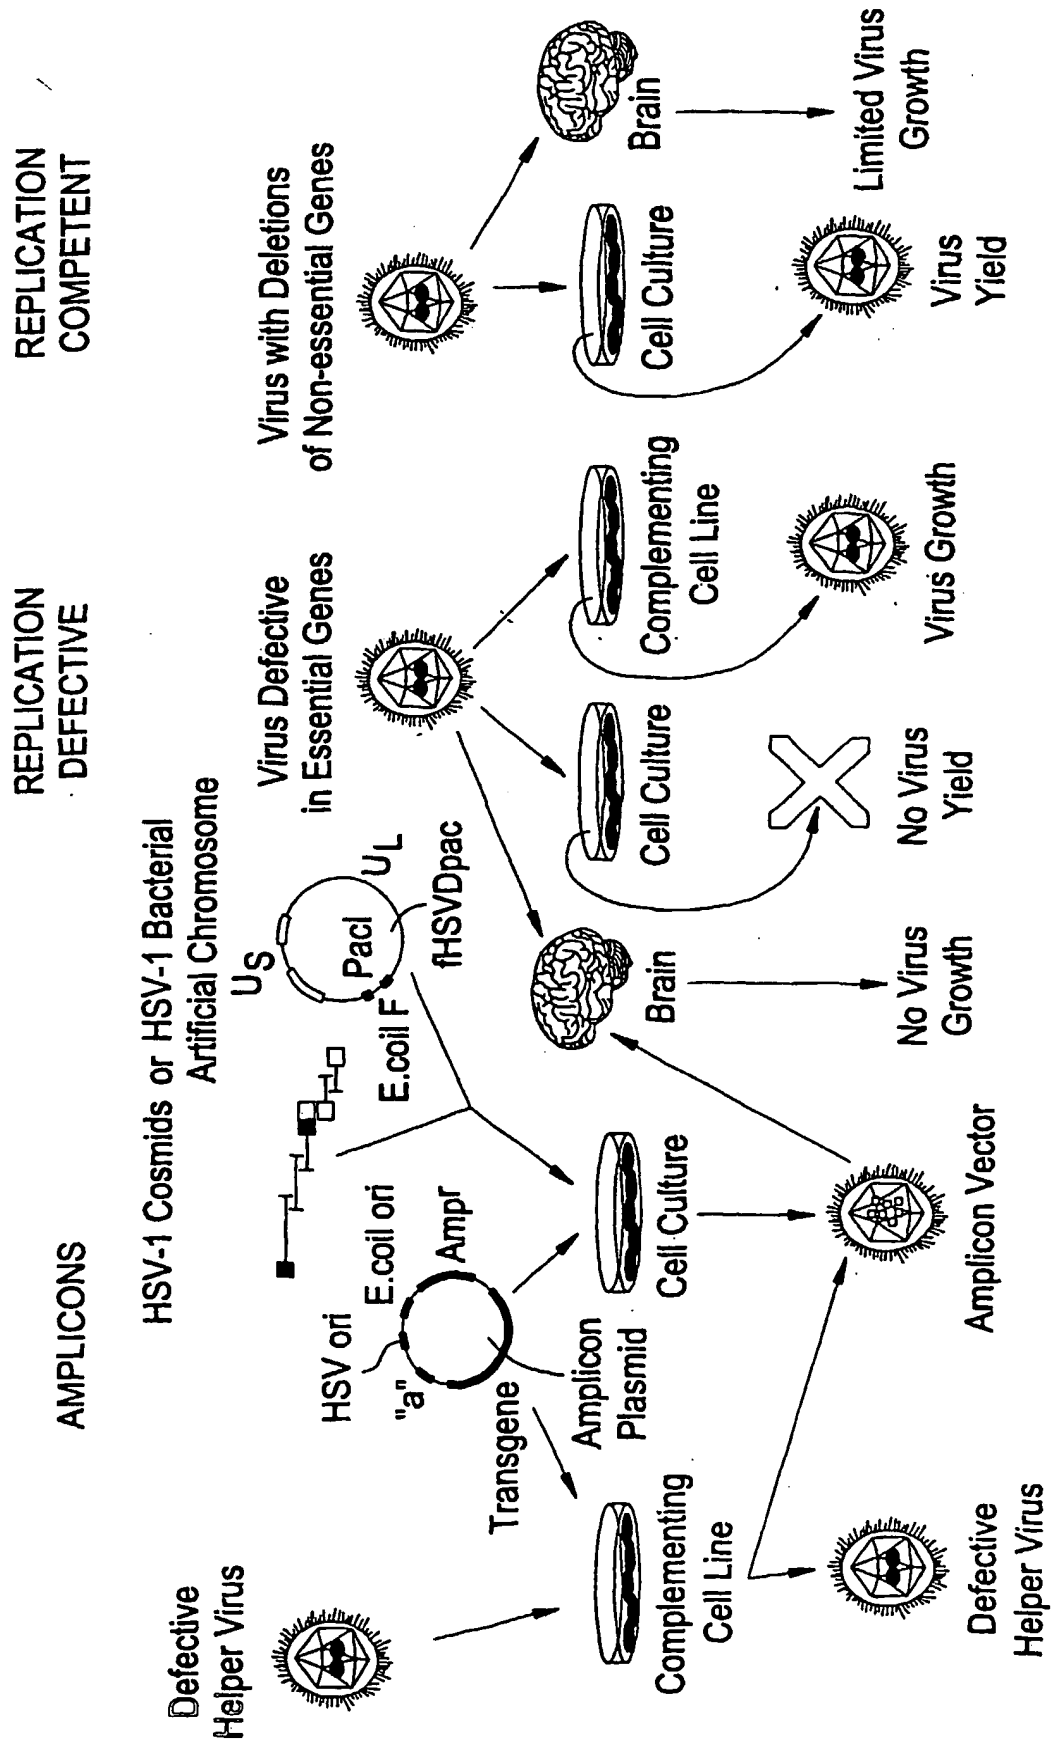 AMPLICONS
REPLICATION
DEFECTIVE
REPLICATION
COMPETENT
HSV-1 Cosmids or HSV-1 Bacterial
Artificial Chromosome
Defective
Helper Virus
HSV ori
E.coil ori
"a"
Ampr
Transgene
Amplicon
Plasmid
US
UL
PacI
E.coil F
fHSVDpac
Virus Defective
in Essential Genes
Virus with Deletions
of Non-essential Genes
Complementing
Cell Line
Cell Culture
Brain
Cell Culture
Complementing
Cell Line
Cell Culture
Brain
Defective
Helper Virus
Amplicon Vector
No Virus
Growth
No Virus
Yield
Virus Growth
Virus
Yield
Limited Virus
Growth